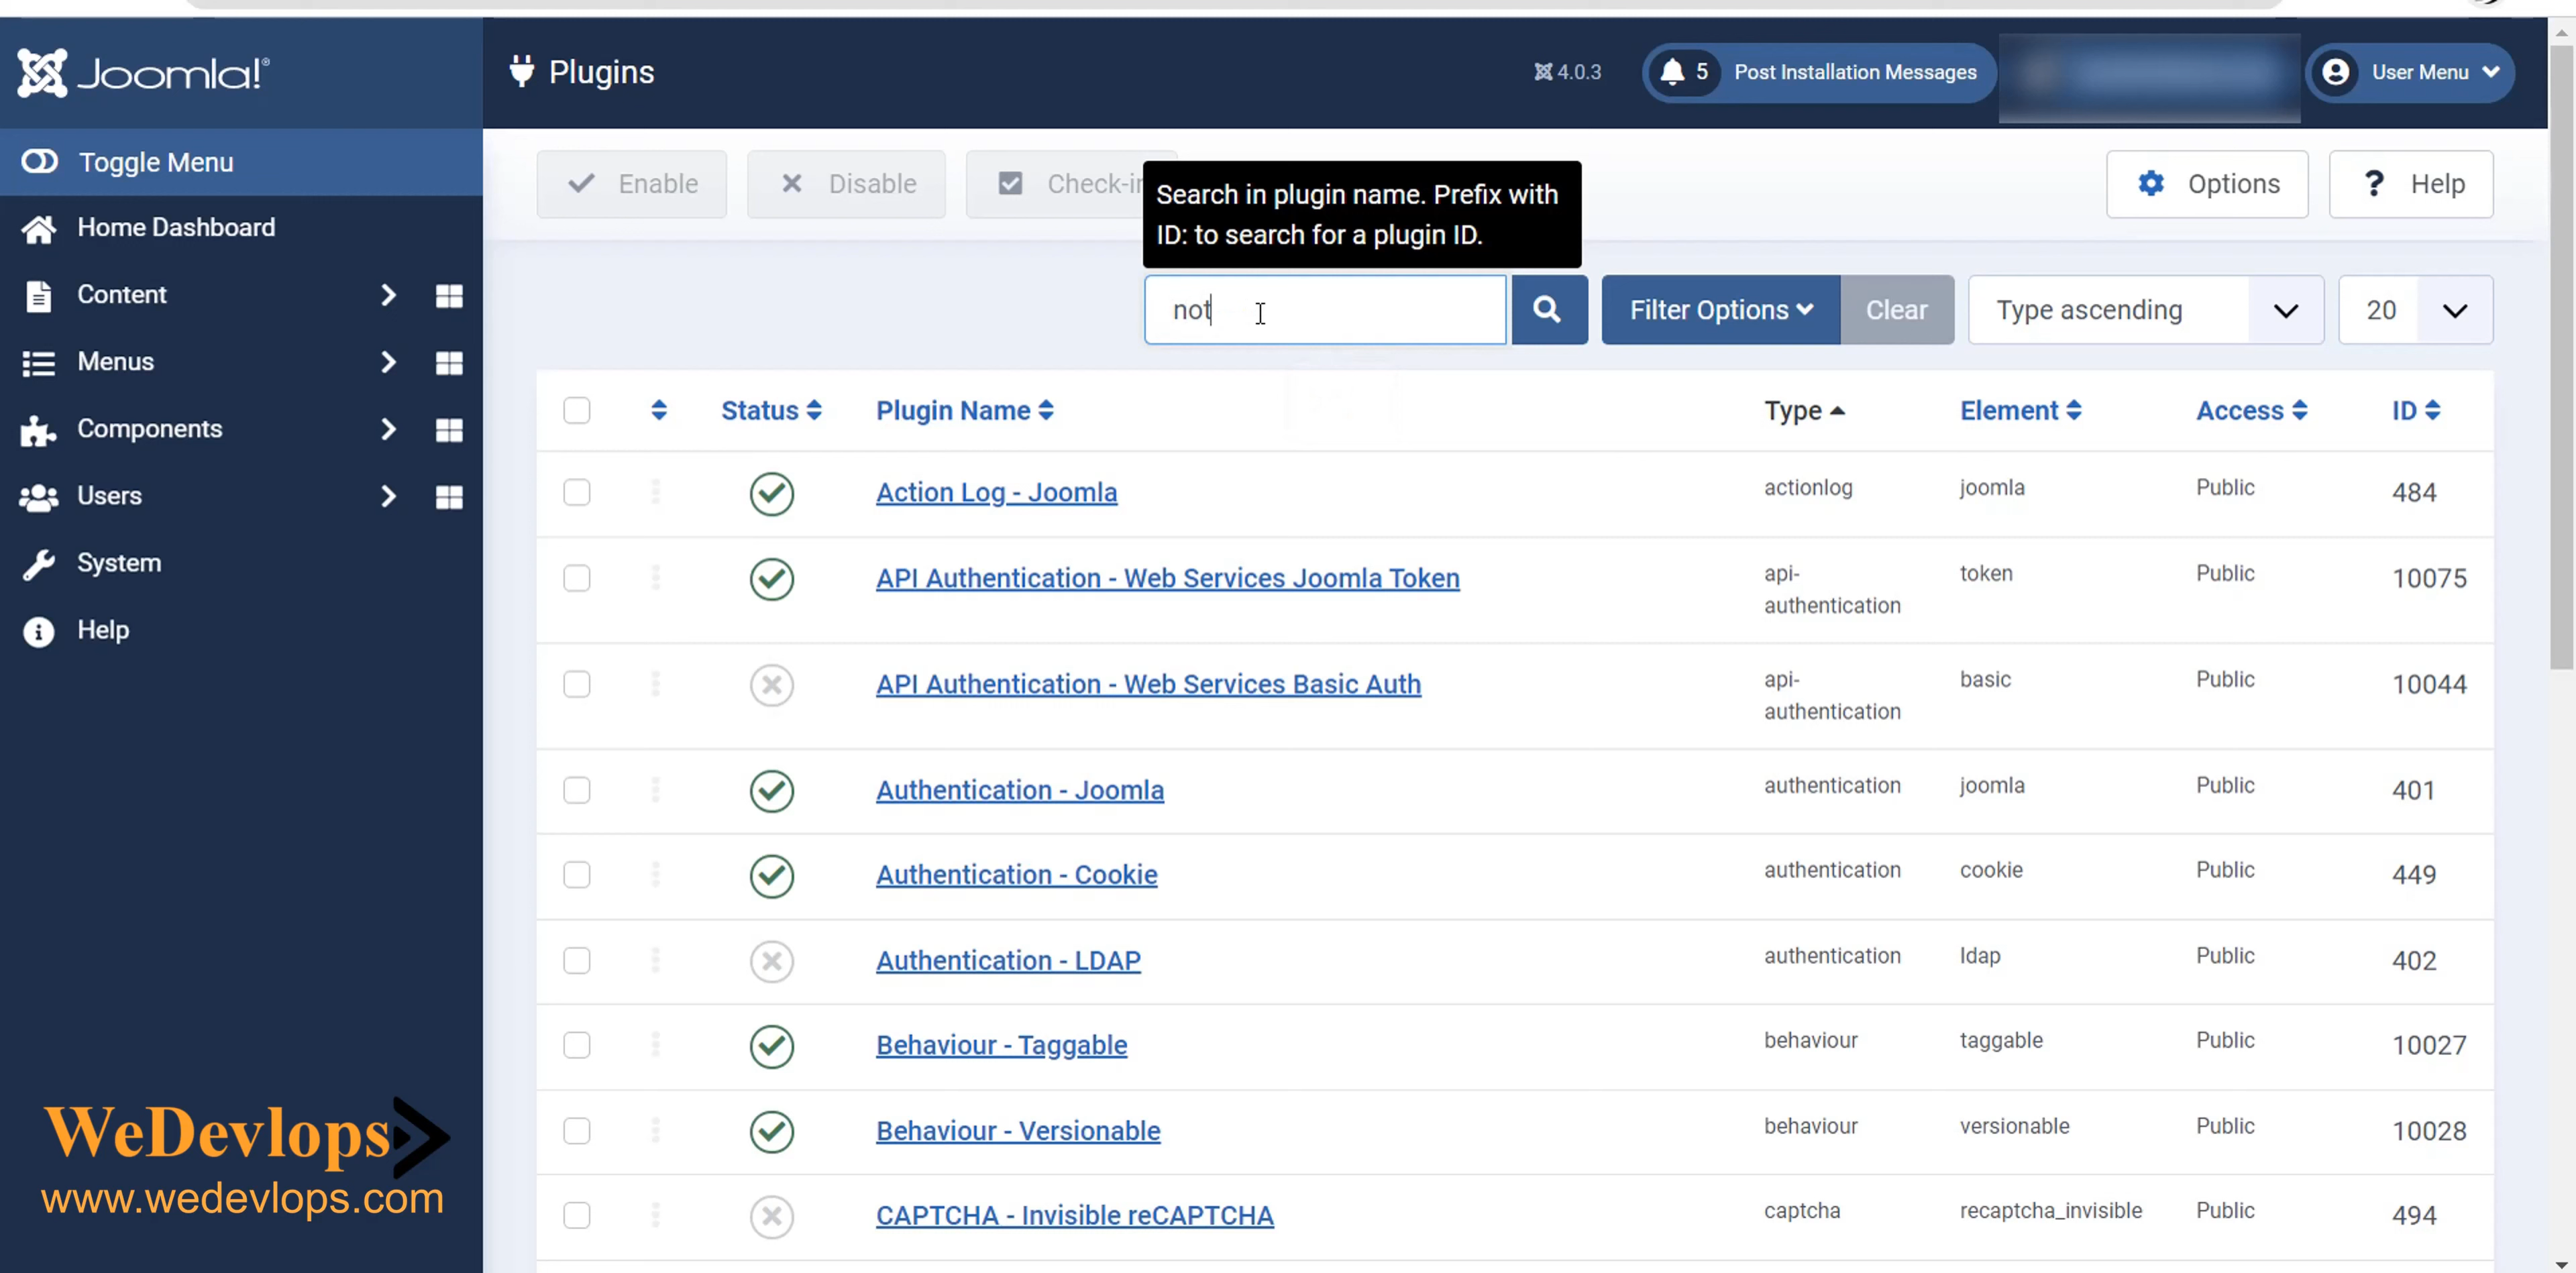 Joomla!®
Plugins
4.0.3
5 Post Installation Messages
User Menu
Toggle Menu
Home Dashboard
Content
Menus
Components
Users
System
Help
Enable
Disable
Check-in
Options
Help
Search in plugin name. Prefix with
ID: to search for a plugin ID.
not
Filter Options
Clear
Type ascending
20
Status Plugin Name Type Element Access ID
Action Log - Joomla actionlog joomla Public 484
API Authentication - Web Services Joomla Token api-authentication token Public 10075
API Authentication - Web Services Basic Auth api-authentication basic Public 10044
Authentication - Joomla authentication joomla Public 401
Authentication - Cookie authentication cookie Public 449
Authentication - LDAP authentication ldap Public 402
Behaviour - Taggable behaviour taggable Public 10027
Behaviour - Versionable behaviour versionable Public 10028
CAPTCHA - Invisible reCAPTCHA captcha recaptcha_invisible Public 494
WeDevlops
www.wedevlops.com